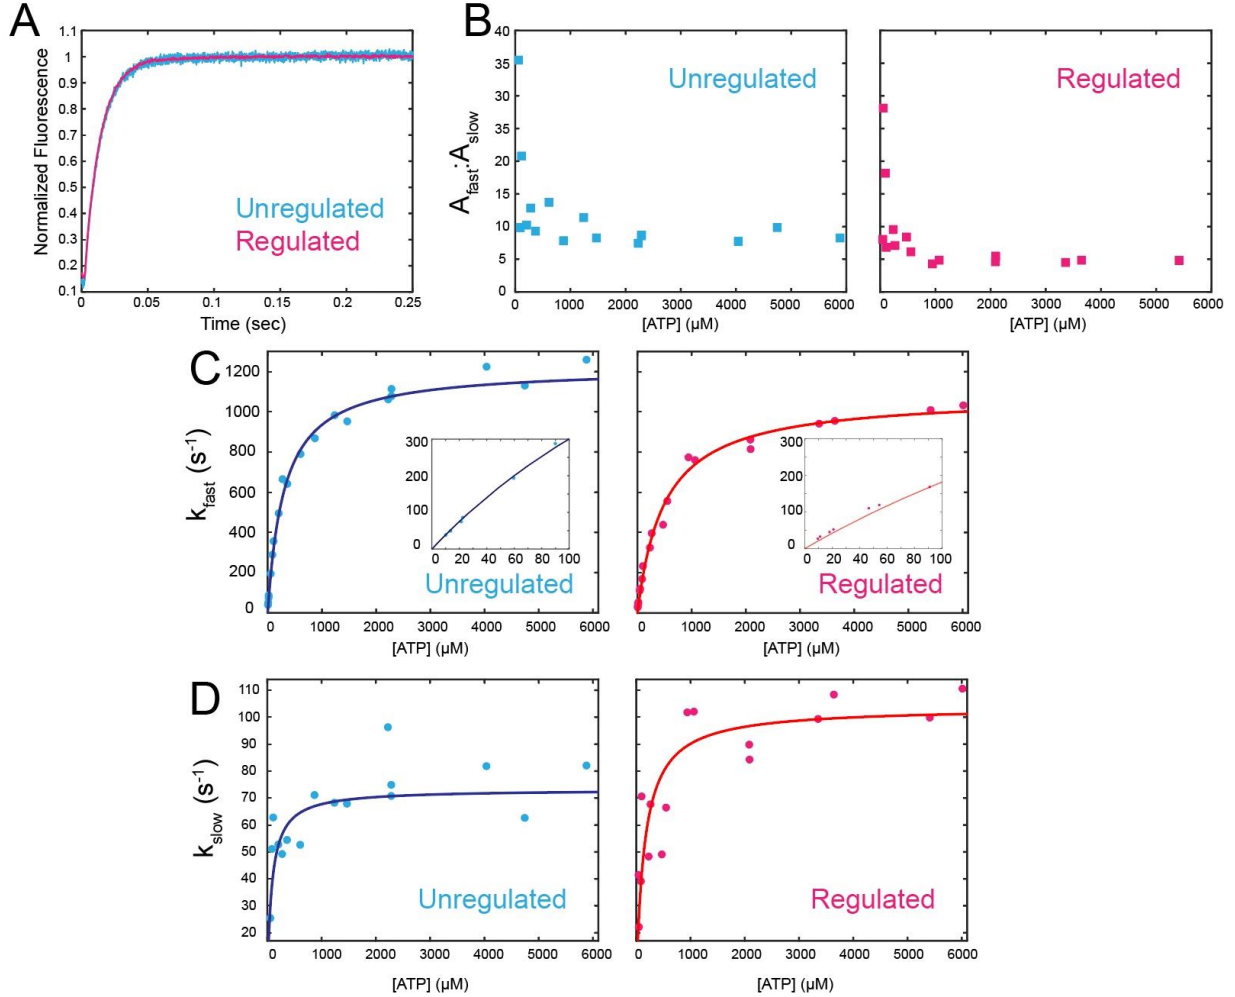 A
Normalized Fluorescence
1.1
1
0.9
0.8
0.7
0.6
0.5
0.4
0.3
0.2
0.1
Unregulated
Regulated
0 0.05 0.1 0.15 0.2 0.25
Time (sec)
B
A_fast:A_slow
40
35
30
35
20
15
10
5
0
Unregulated
0 1000 2000 3000 4000 5000 6000
[ATP] (µM)
Regulated
0 1000 2000 3000 4000 5000 6000
[ATP] (µM)
C
k_fast (s⁻¹)
1200
1000
800
600
400
200
0
300
200
100
0
0 20 40 60 80 100
Unregulated
0 1000 2000 3000 4000 5000 6000
[ATP] (µM)
300
200
100
0
0 20 40 60 80 100
Regulated
0 1000 2000 3000 4000 5000 6000
[ATP] (µM)
D
k_slow (s⁻¹)
110
100
90
80
70
60
50
40
30
20
Unregulated
0 1000 2000 3000 4000 5000 6000
[ATP] (µM)
Regulated
0 1000 2000 3000 4000 5000 6000
[ATP] (µM)